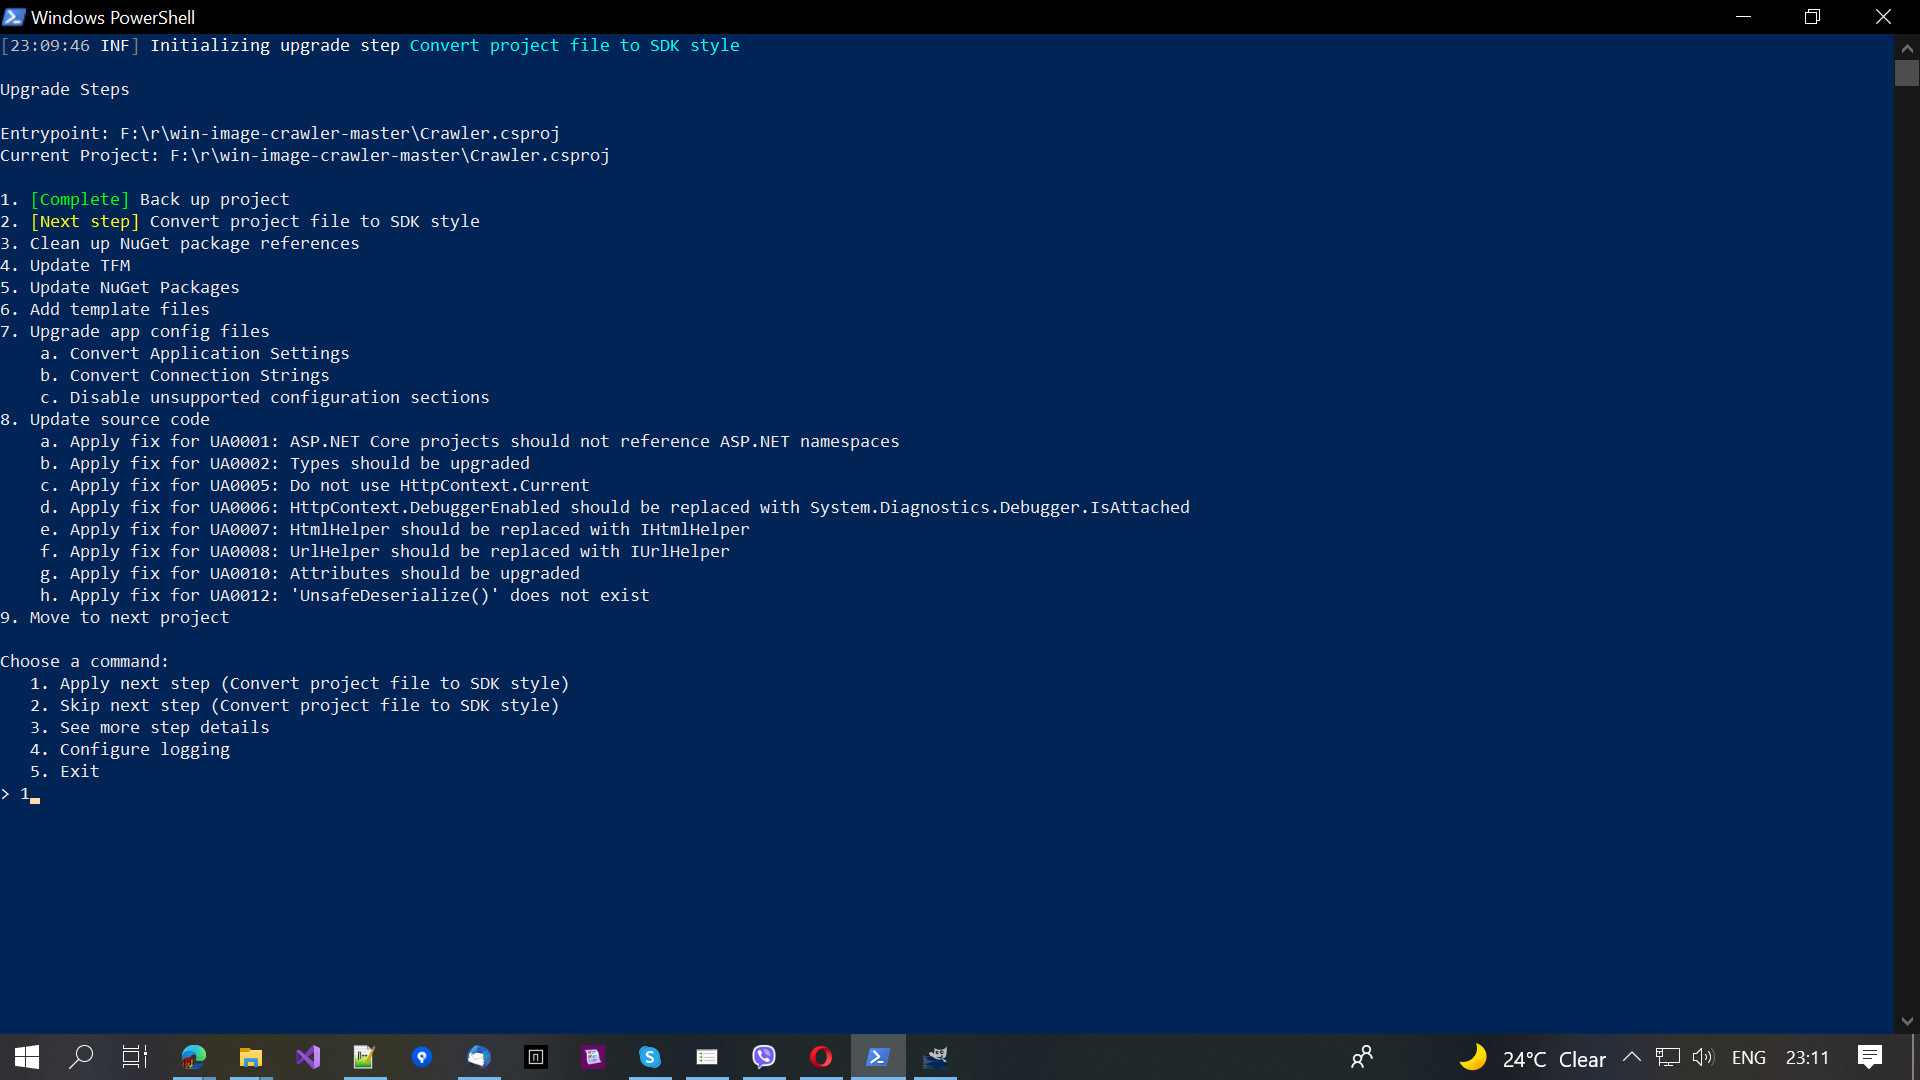 Windows PowerShell
[23:09:46 INF] Initializing upgrade step Convert project file to SDK style
Upgrade Steps
Entrypoint: F:\r\win-image-crawler-master\Crawler.csproj
Current Project: F:\r\win-image-crawler-master\Crawler.csproj
1. [Complete] Back up project
2. [Next step] Convert project file to SDK style
3. Clean up NuGet package references
4. Update TFM
5. Update NuGet Packages
6. Add template files
7. Upgrade app config files
a. Convert Application Settings
b. Convert Connection Strings
c. Disable unsupported configuration sections
8. Update source code
a. Apply fix for UA0001: ASP.NET Core projects should not reference ASP.NET namespaces
b. Apply fix for UA0002: Types should be upgraded
c. Apply fix for UA0005: Do not use HttpContext.Current
d. Apply fix for UA0006: HttpContext.DebuggerEnabled should be replaced with System.Diagnostics.Debugger.IsAttached
e. Apply fix for UA0007: HtmlHelper should be replaced with IHtmlHelper
f. Apply fix for UA0008: UrlHelper should be replaced with IUrlHelper
g. Apply fix for UA0010: Attributes should be upgraded
h. Apply fix for UA0012: 'UnsafeDeserialize()' does not exist
9. Move to next project
Choose a command:
1. Apply next step (Convert project file to SDK style)
2. Skip next step (Convert project file to SDK style)
3. See more step details
4. Configure logging
5. Exit
> 1
24°C Clear ENG 23:11